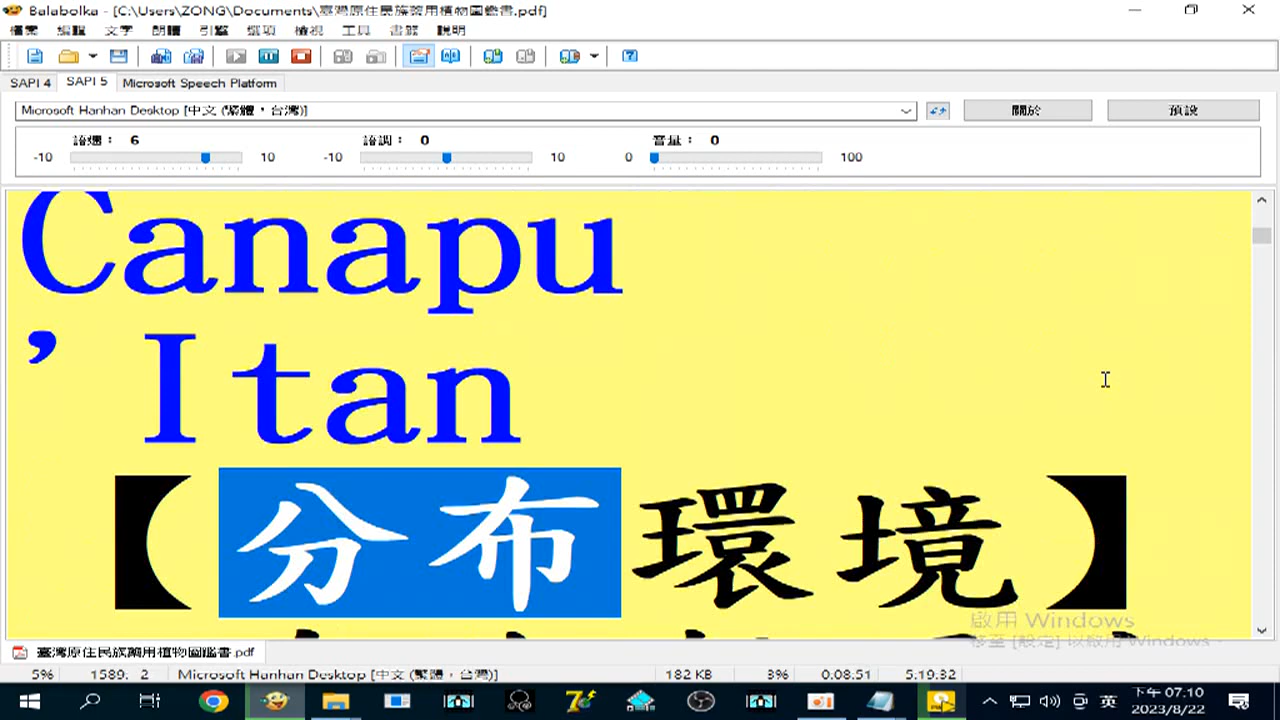 Balabolka - [C:\Users\ZONG\Documents\臺灣原住民族藥用植物圖鑑書.pdf]
檔案 編輯 文字 朗讀 引擎 選項 檢視 工具 書籤 說明
SAPI 4 SAPI 5 Microsoft Speech Platform
Microsoft Hanhan Desktop [中文 (繁體，台灣)] 關於 預設
語速： 6 語調： 0 音量： 0
-10 10 -10 10 0 100
Canapu
’Itan
【分布環境】
啟用 Windows
移至 [設定] 以啟用 Windows。
臺灣原住民族藥用植物圖鑑書.pdf
5% 1589. 2 Microsoft Hanhan Desktop [中文 (繁體，台灣)] 182 KB 3% 0.08.51 5.19.32
英 下午 07:10
2023/8/22